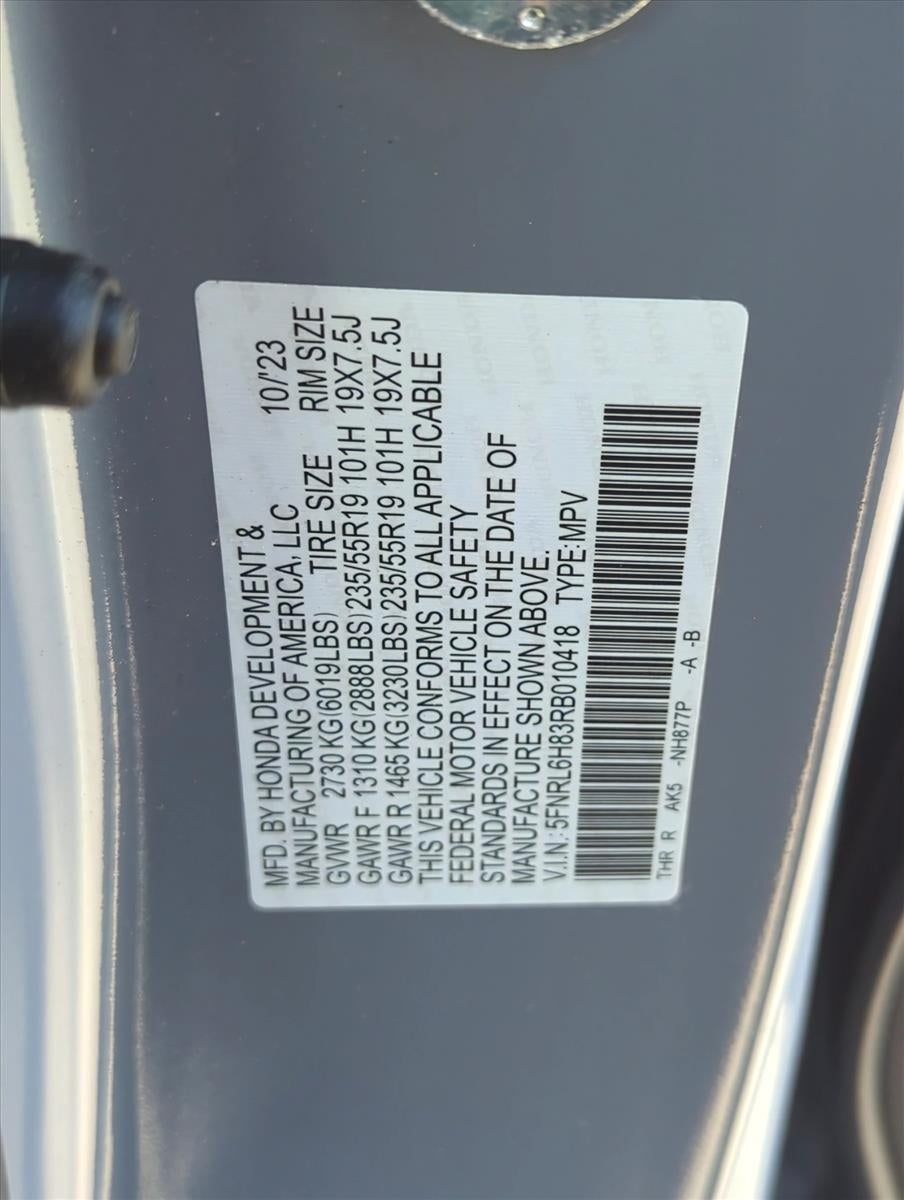 MFD. BY HONDA DEVELOPMENT &
MANUFACTURING OF AMERICA, LLC 10/'23
GVWR 2730 KG (6019LBS) TIRE SIZE RIM SIZE
GAWR F 1310 KG (2888LBS) 235/55R19 101H 19X7.5J
GAWR R 1465 KG (3230LBS) 235/55R19 101H 19X7.5J
THIS VEHICLE CONFORMS TO ALL APPLICABLE
FEDERAL MOTOR VEHICLE SAFETY
STANDARDS IN EFFECT ON THE DATE OF
MANUFACTURE SHOWN ABOVE.
V.I.N.: 5FNRL6H83RB010418 TYPE:MPV
THR R AK5 -NH877P -A -B